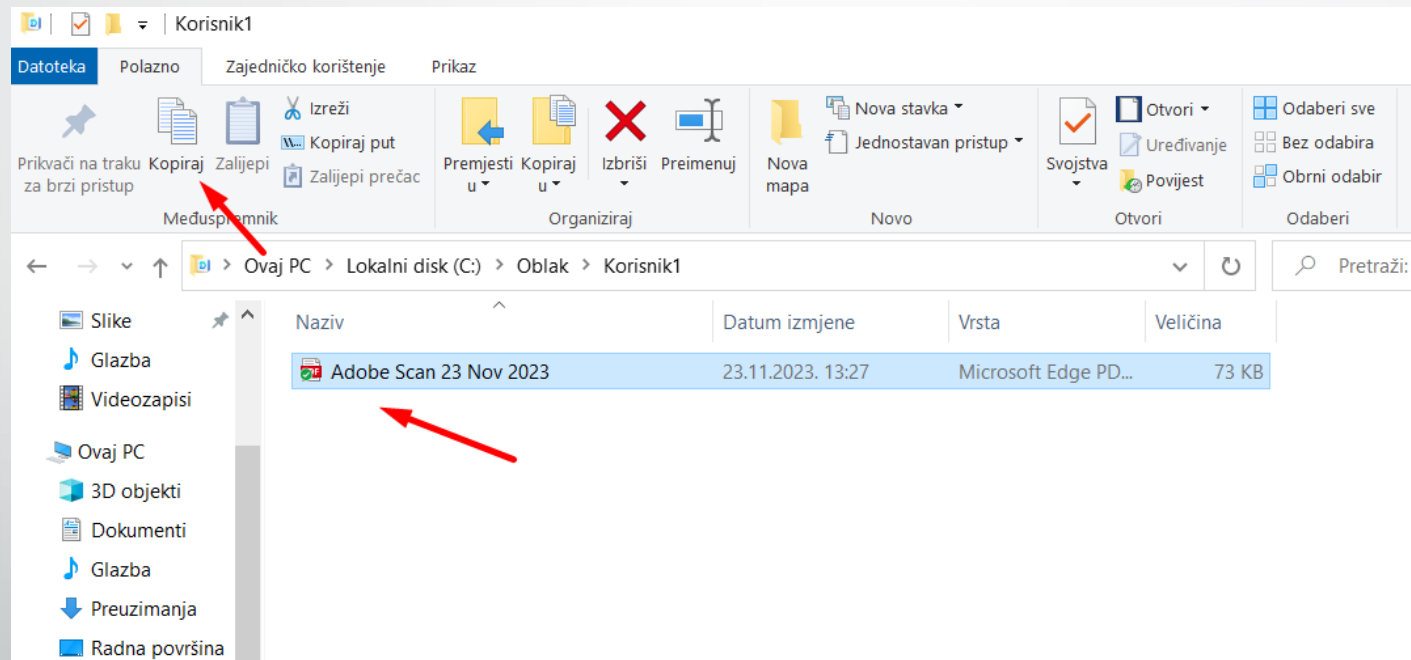 Korisnik1
Datoteka Polazno Zajedničko korištenje Prikaz
Prikvači na traku za brzi pristup
Kopiraj
Zalijepi
Izreži
Kopiraj put
Zalijepi prečac
Međuspremnik
Premjesti u
Kopiraj u
Izbriši
Preimenuj
Organiziraj
Nova mapa
Nova stavka
Jednostavan pristup
Novo
Svojstva
Otvori
Uređivanje
Povijest
Otvori
Odaberi sve
Bez odabira
Obrni odabir
Odaberi
Ovaj PC > Lokalni disk (C:) > Oblak > Korisnik1
Pretraži:
Slike
Glazba
Videozapisi
Ovaj PC
3D objekti
Dokumenti
Glazba
Preuzimanja
Radna površina
Naziv Datum izmjene Vrsta Veličina
Adobe Scan 23 Nov 2023 23.11.2023. 13:27 Microsoft Edge PD... 73 KB